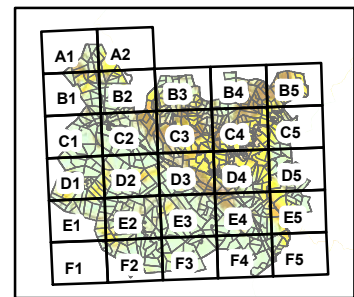 A1 A2
B1 B2 B3 B4 B5
C1 C2 C3 C4 C5
D1 D2 D3 D4 D5
E1 E2 E3 E4 E5
F1 F2 F3 F4 F5